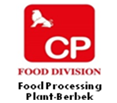 CP
FOOD DIVISION
Food Processing
Plant-Berbek